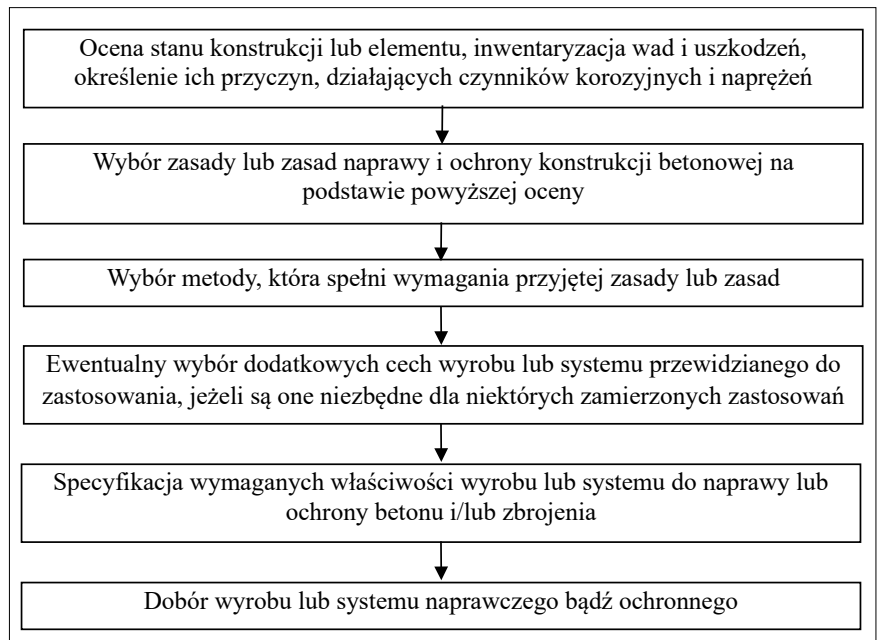 Ocena stanu konstrukcji lub elementu, inwentaryzacja wad i uszkodzeń,
określenie ich przyczyn, działających czynników korozyjnych i naprężeń
Wybór zasady lub zasad naprawy i ochrony konstrukcji betonowej na
podstawie powyższej oceny
Wybór metody, która spełni wymagania przyjętej zasady lub zasad
Ewentualny wybór dodatkowych cech wyrobu lub systemu przewidzianego do
zastosowania, jeżeli są one niezbędne dla niektórych zamierzonych zastosowań
Specyfikacja wymaganych właściwości wyrobu lub systemu do naprawy lub
ochrony betonu i/lub zbrojenia
Dobór wyrobu lub systemu naprawczego bądź ochronnego